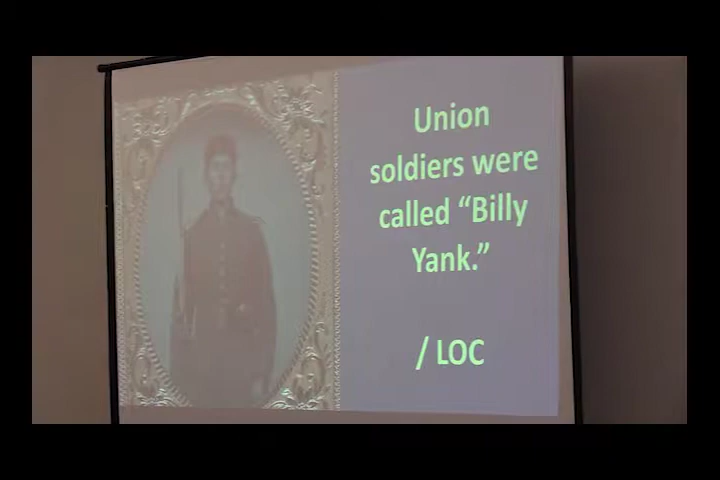 Union
soldiers were
called “Billy
Yank.”
/ LOC